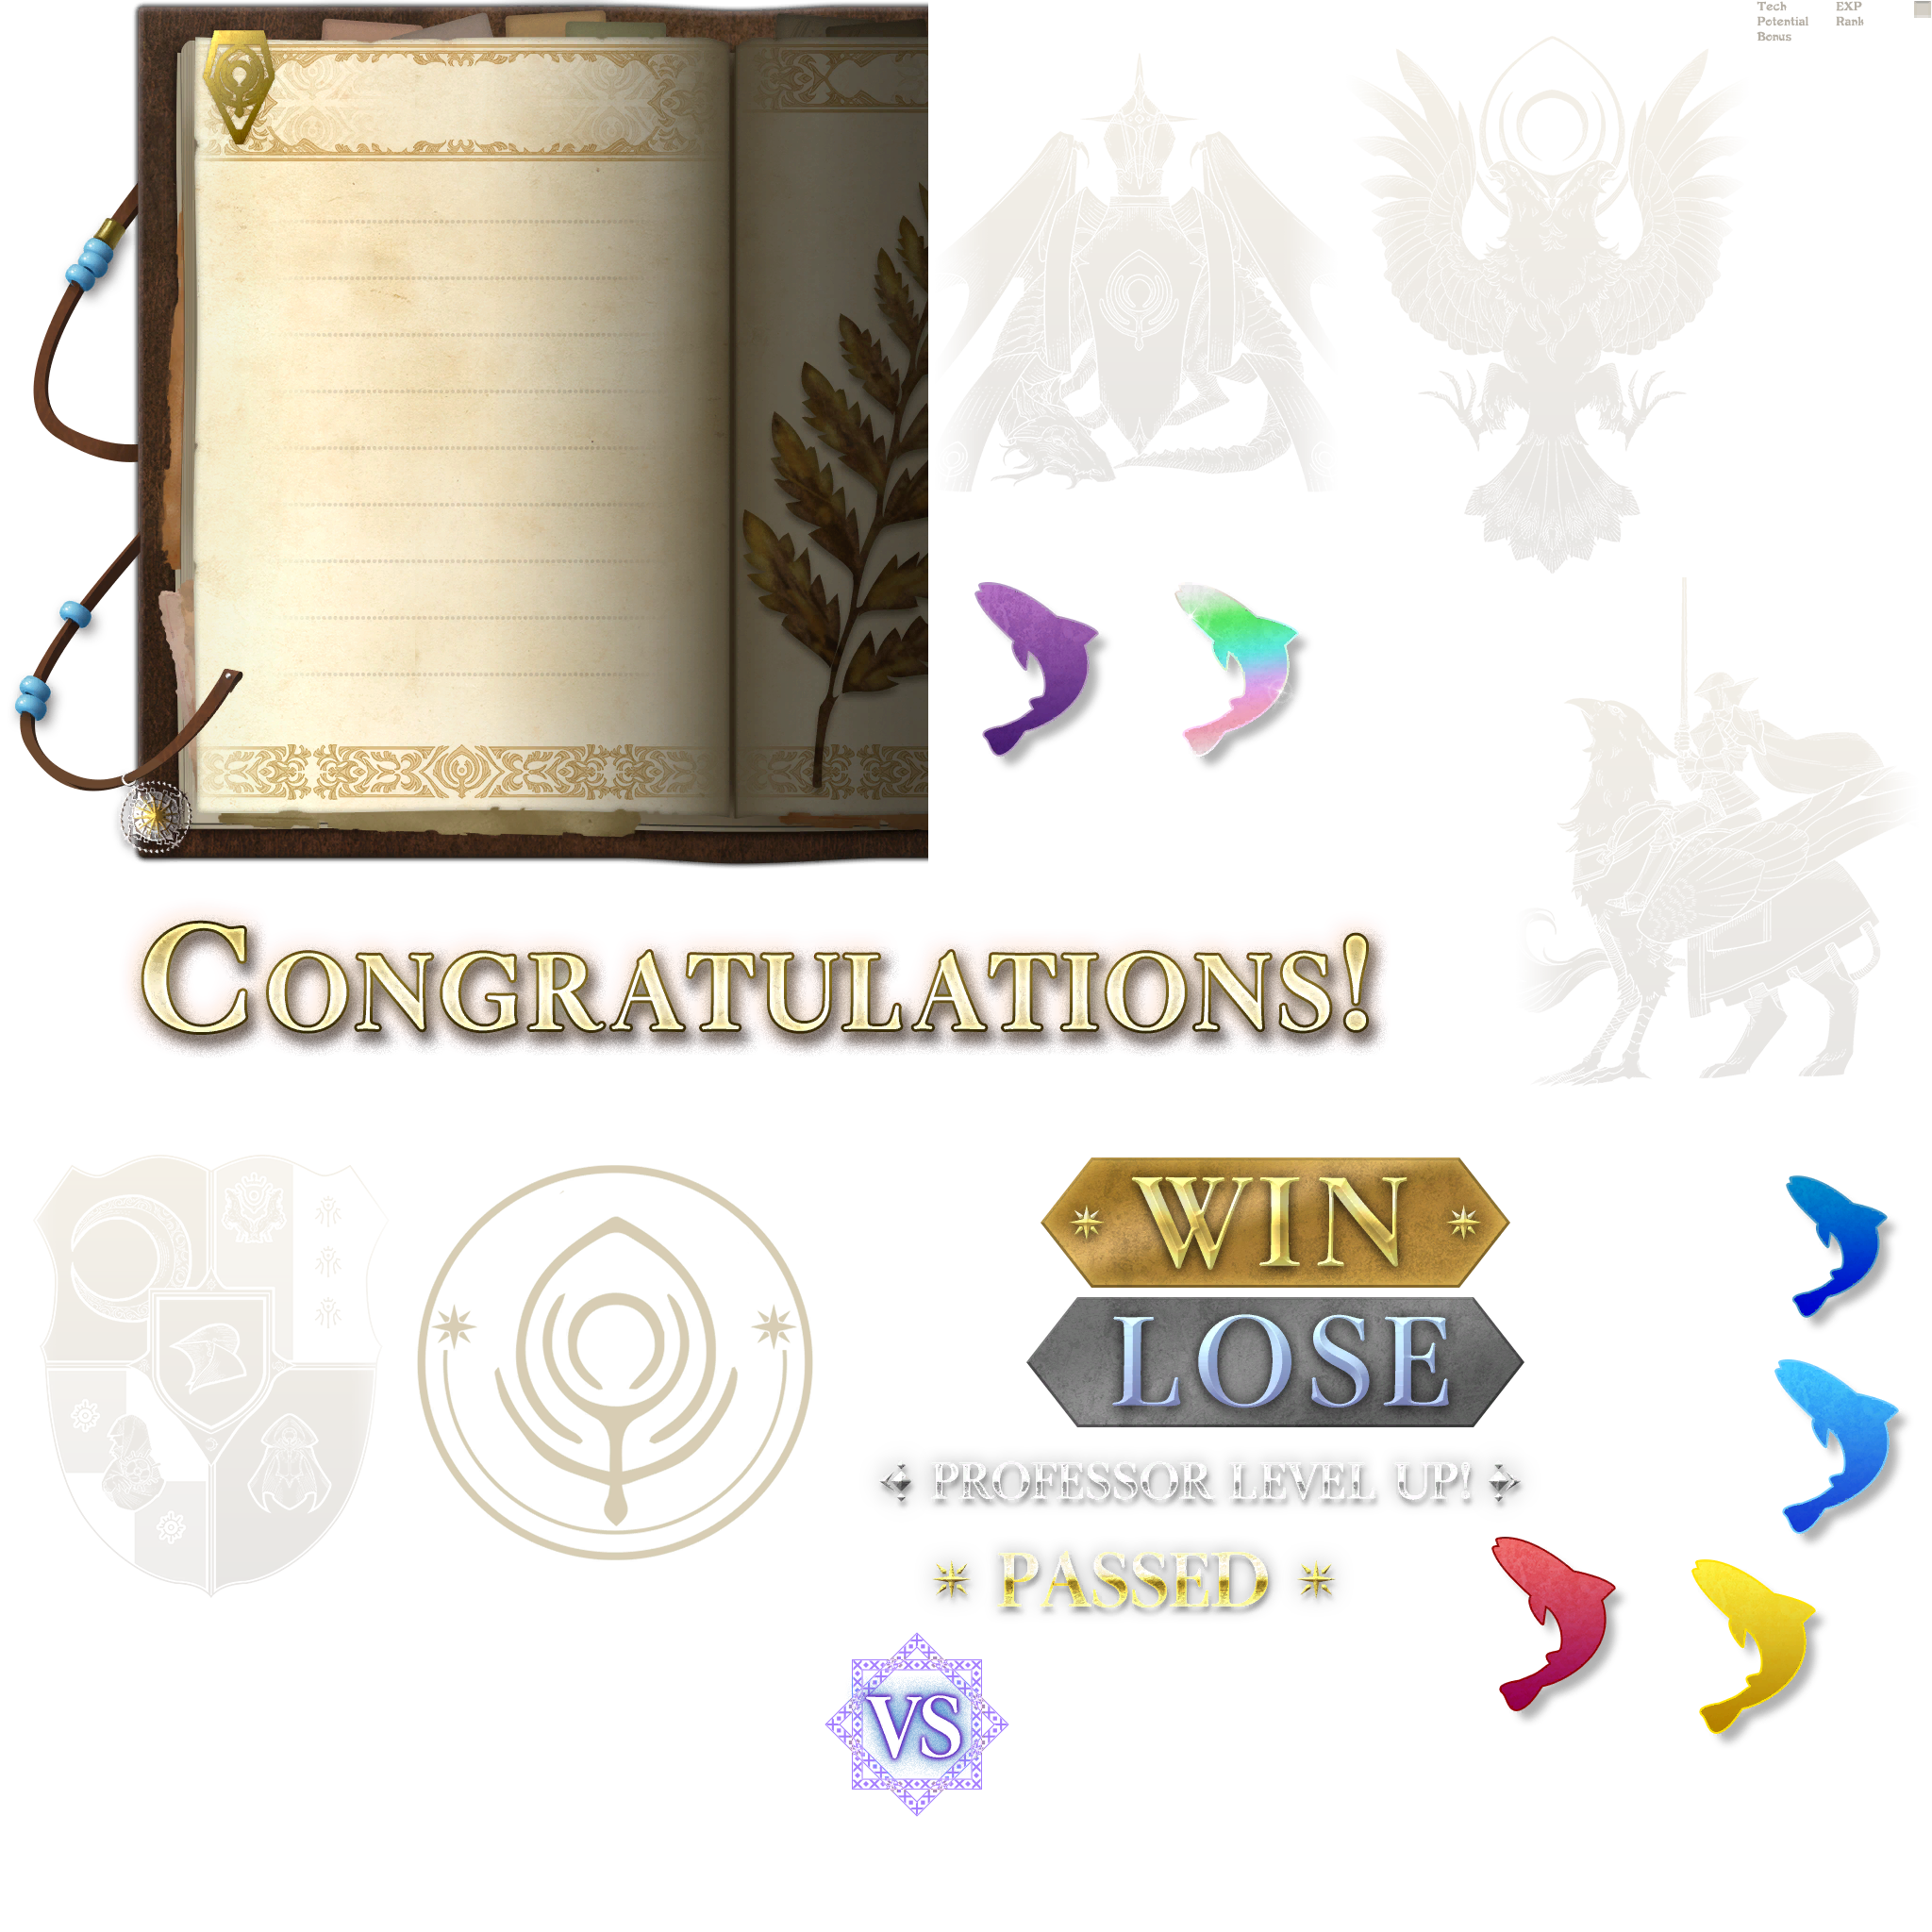 Tech
EXP
Potential
Rank
Bonus
CONGRATULATIONS!
WIN
LOSE
PROFESSOR LEVEL UP!
PASSED
VS